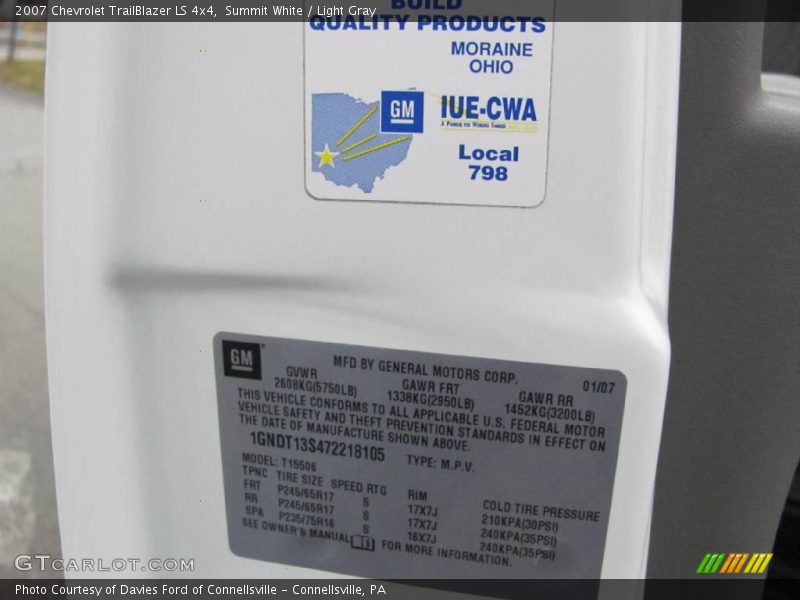 2007 Chevrolet TrailBlazer LS 4x4,  Summit White / Light Gray
BUILD
QUALITY PRODUCTS
MORAINE
OHIO
GM
IUE-CWA
Local
798
GM
MFD BY GENERAL MOTORS CORP.
01/07
GVWR
GAWR FRT
GAWR RR
2608KG(5750LB)
1338KG(2950LB)
1452KG(3200LB)
THIS VEHICLE CONFORMS TO ALL APPLICABLE U.S. FEDERAL MOTOR
VEHICLE SAFETY AND THEFT PREVENTION STANDARDS IN EFFECT ON
THE DATE OF MANUFACTURE SHOWN ABOVE.
1GNDT13S472218105
TYPE: M.P.V.
MODEL: T15506
TPNC TIRE SIZE SPEED RTG RIM COLD TIRE PRESSURE
FRT P245/65R17 S 17X7J 210KPA(30PSI)
RR P245/65R17 S 17X7J 240KPA(35PSI)
SPA P235/75R16 S 16X7J 240KPA(35PSI)
SEE OWNER'S MANUAL FOR MORE INFORMATION.
GTCARLOT.COM
Photo Courtesy of Davies Ford of Connellsville - Connellsville, PA